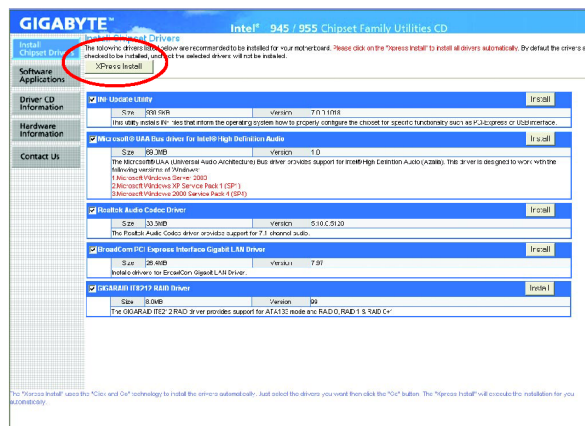 GIGABYTE™
Intel® 945 / 955 Chipset Family Utilities CD
Install
Chipset Drivers
Software
Applications
Driver CD
Information
Hardware
Information
Contact Us
Install Chipset Drivers
The following drivers listed below are recommended to be installed for your motherboard. Please click on the "Xpress Install" to install all drivers automatically. By default the drivers are
checked to be installed, the selected drivers will not be installed.
XPress Install
INF Update Utility
Install
Size 930.9KB Version 7.0.0.1018
This utility installs INF files that inform the operating system how to properly configure the chipset for specific functionality such as PCI-Express or USB interface.
Microsoft® UAA Bus driver for Intel® High Definition Audio
Install
Size 69.3MB Version 1.0
The Microsoft® UAA (Universal Audio Architecture) Bus driver provides support for Intel® High Definition Audio (Azalia). This driver is designed to work with the
following versions of Windows:
1.Microsoft Windows Server 2003
2.Microsoft Windows XP Service Pack 1 (SP1)
3.Microsoft Windows 2000 Service Pack 4 (SP4)
Realtek Audio Codec Driver
Install
Size 33.5MB Version 5.10.0.5120
The Realtek Audio Codec driver provides support for 7.1 channel audio.
BroadCom PCI Express Interface Gigabit LAN Driver
Install
Size 28.4MB Version 7.97
Installs drivers for BroadCom Gigabit LAN Driver.
GIGARAID IT8212 RAID Driver
Install
Size 8.0MB Version 99
The GIGARAID IT8212 RAID driver provides support for ATA133 mode and RAID 0, RAID 1 & RAID 0+1
The "Xpress Install" uses the "Click and Go" technology to install the drivers automatically. Just select the drivers you want then click the "Go" button. The "Xpress Install" will execute the installation for you
automatically.